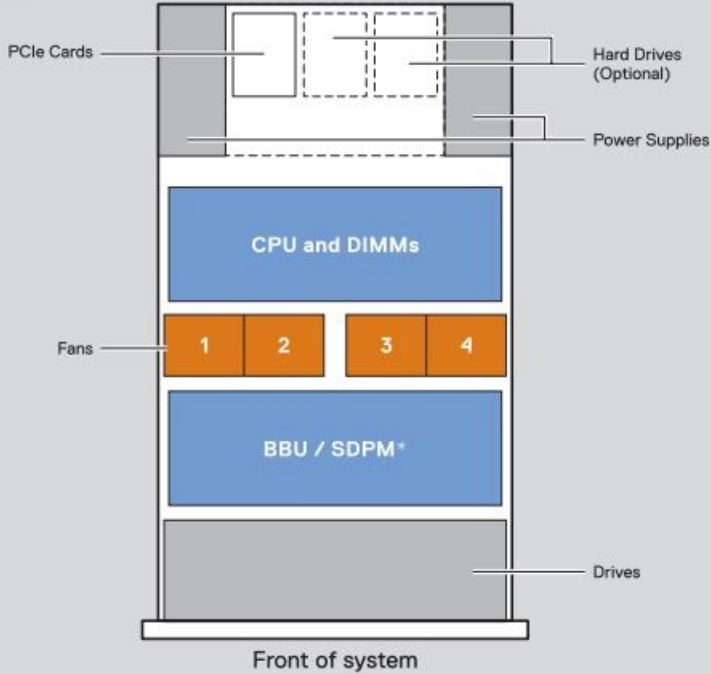 PCIe Cards
Hard Drives
(Optional)
Power Supplies
CPU and DIMMs
Fans
1
2
3
4
BBU / SDPM*
Drives
Front of system